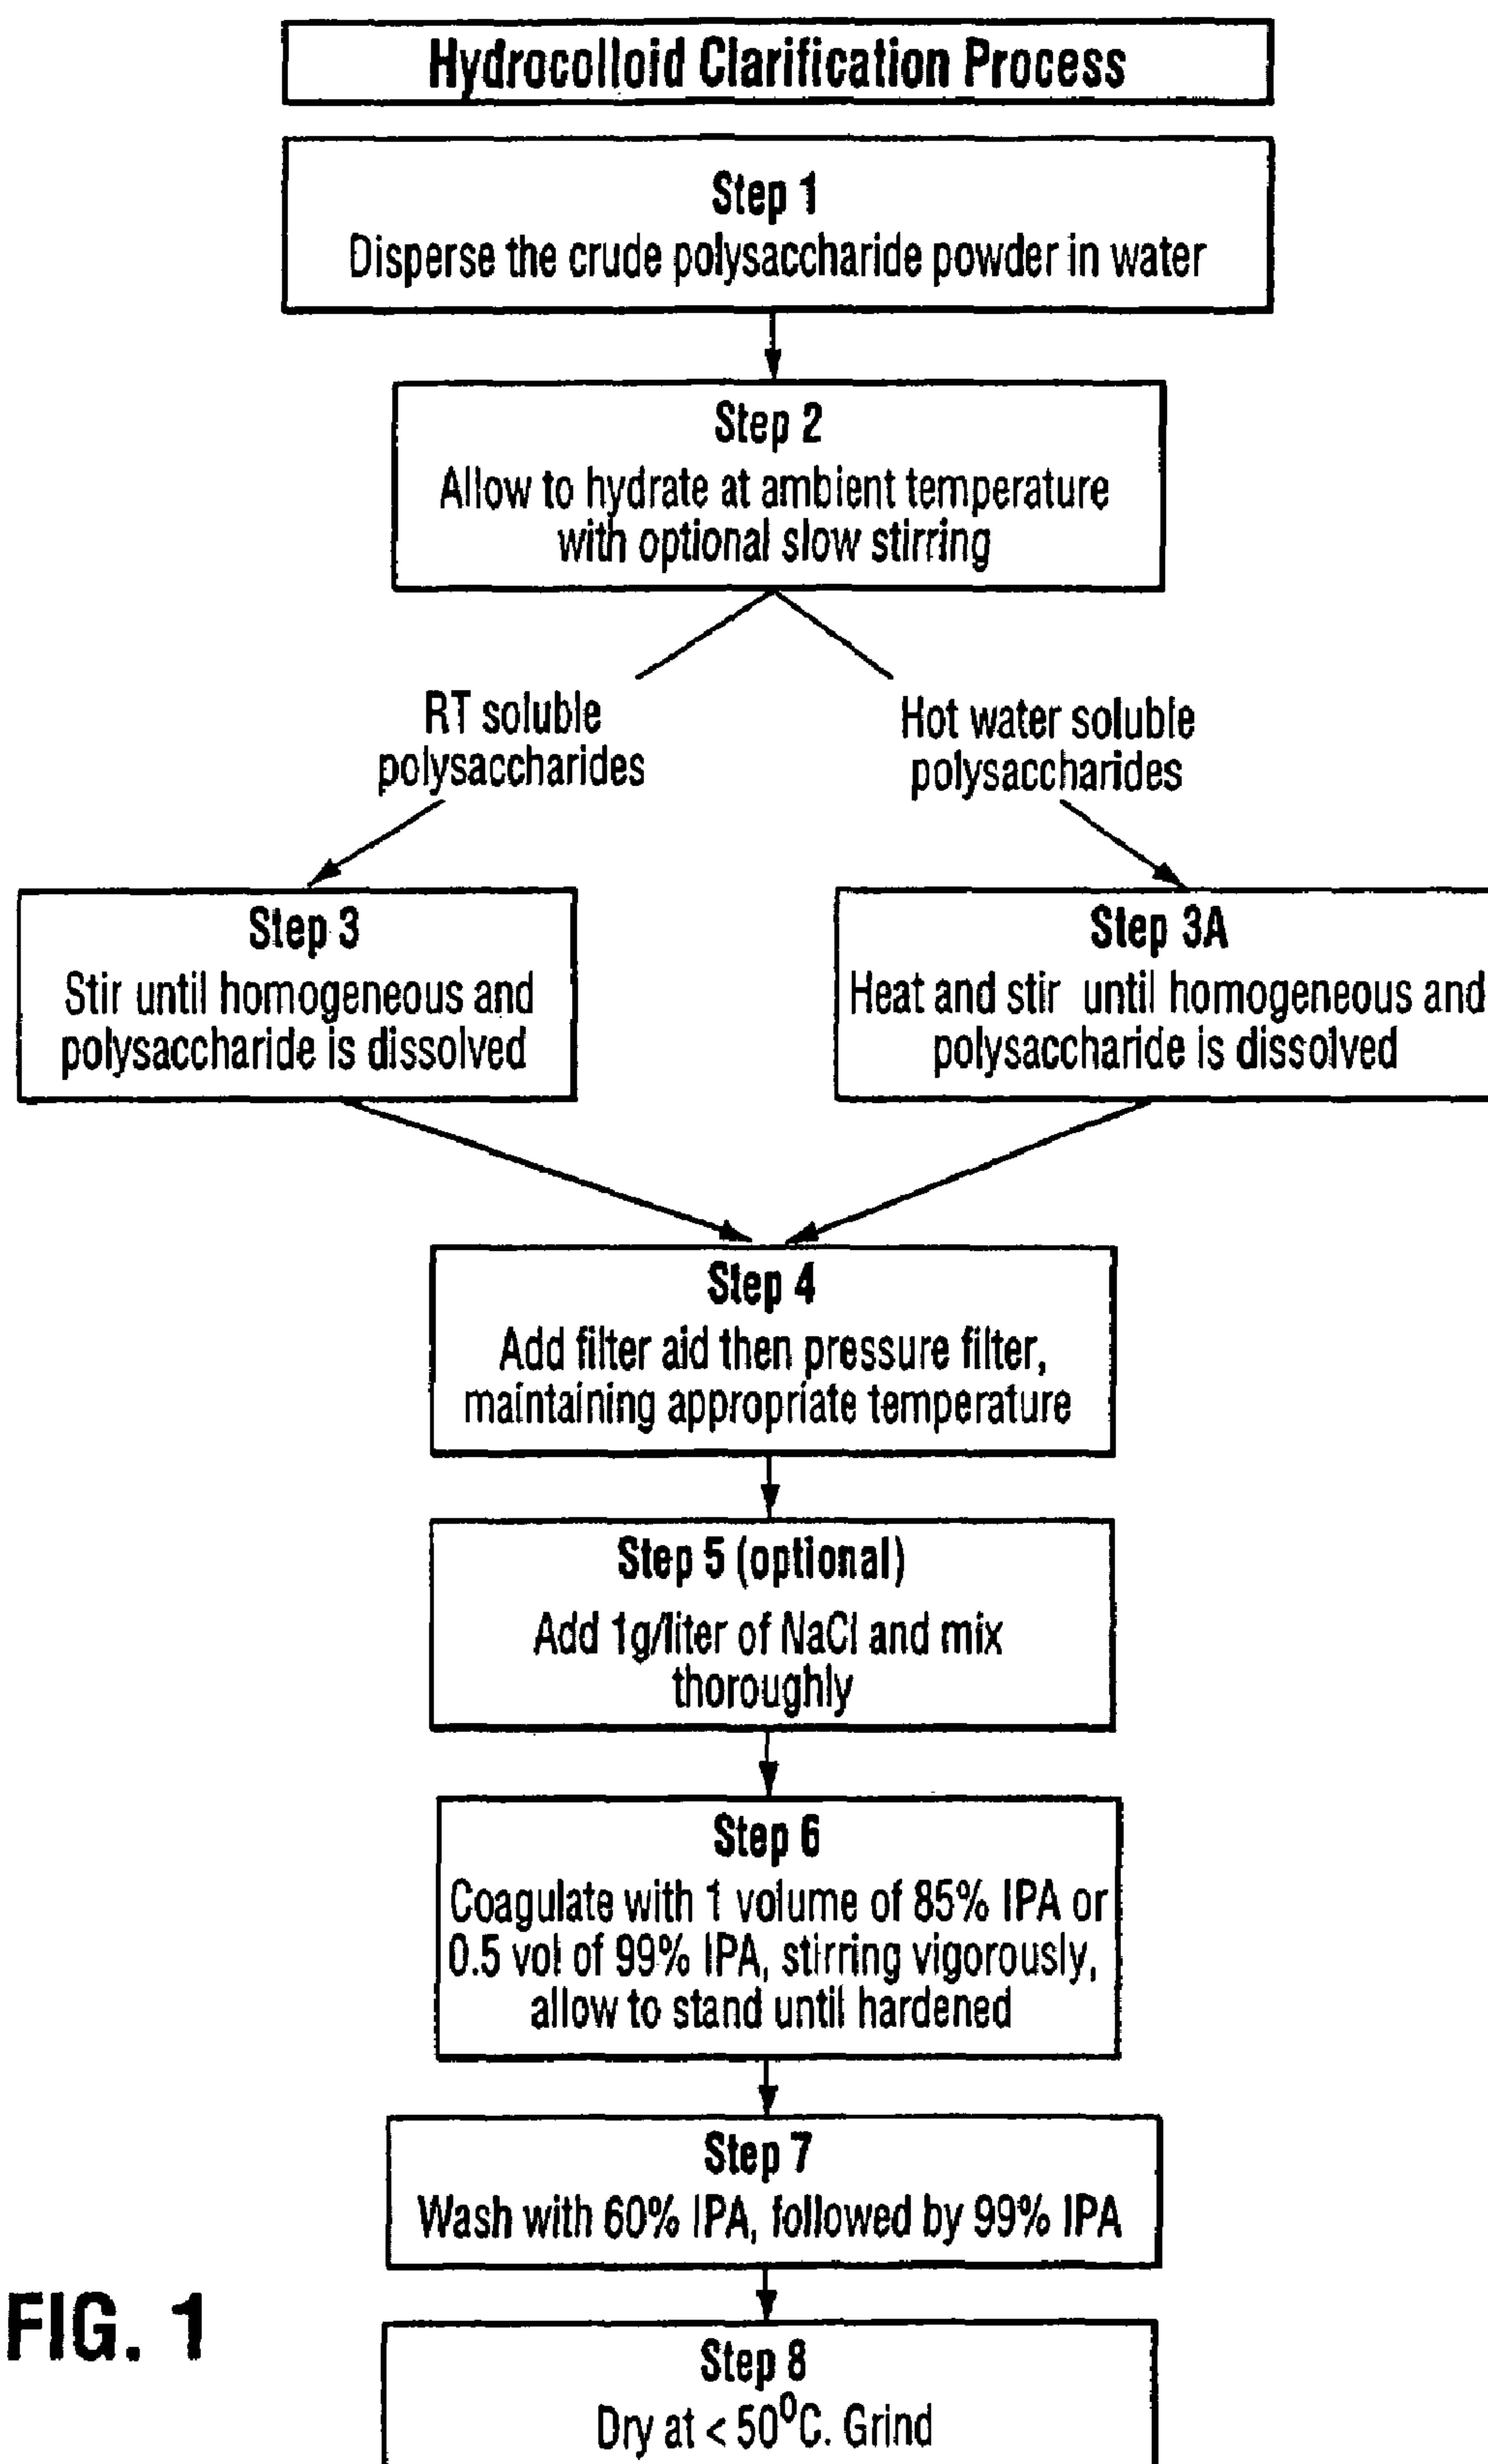 Hydrocolloid Clarification Process
Step 1
Disperse the crude polysaccharide powder in water
Step 2
Allow to hydrate at ambient temperature
with optional slow stirring
RT soluble
polysaccharides
Hot water soluble
polysaccharides
Step 3
Stir until homogeneous and
polysaccharide is dissolved
Step 3A
Heat and stir until homogeneous and
polysaccharide is dissolved
Step 4
Add filter aid then pressure filter,
maintaining appropriate temperature
Step 5 (optional)
Add 1g/liter of NaCl and mix
thoroughly
Step 6
Coagulate with 1 volume of 85% IPA or
0.5 vol of 99% IPA, stirring vigorously,
allow to stand until hardened
Step 7
Wash with 60% IPA, followed by 99% IPA
Step 8
Dry at < 50⁰C. Grind
FIG. 1